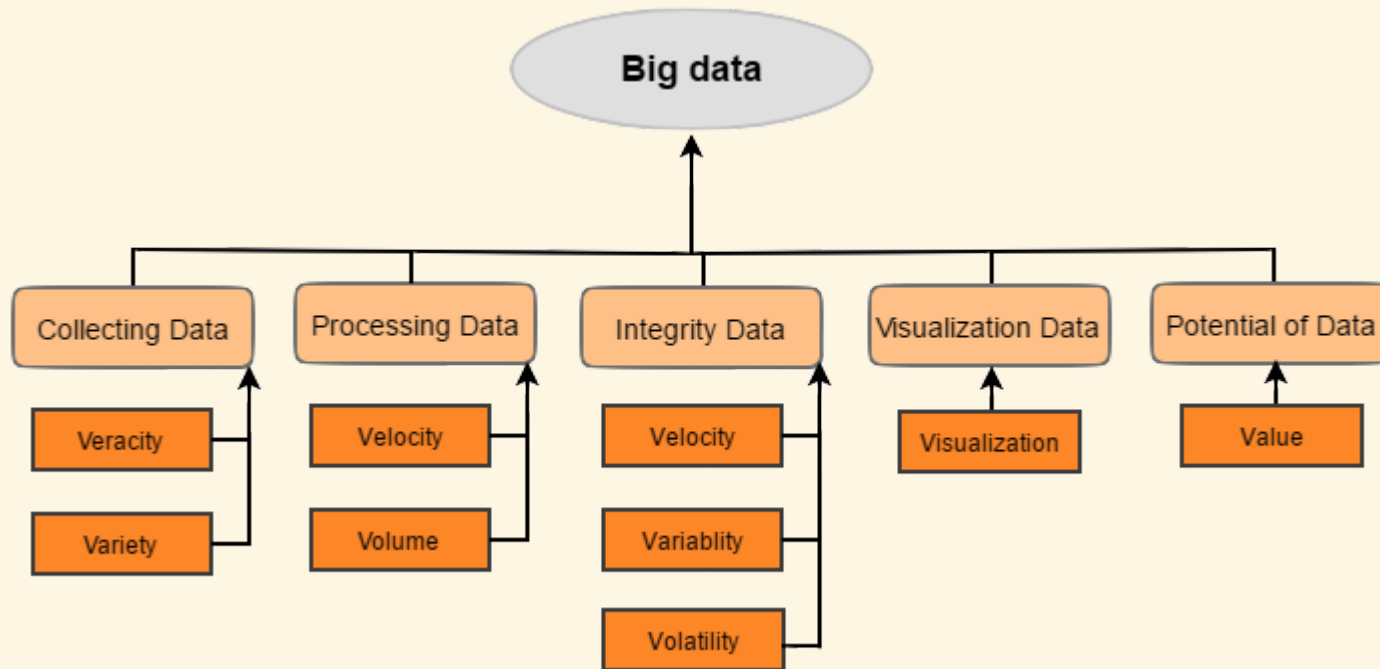 Big data
Collecting Data
Processing Data
Integrity Data
Visualization Data
Potential of Data
Veracity
Velocity
Velocity
Visualization
Value
Variety
Volume
Variablity
Volatility